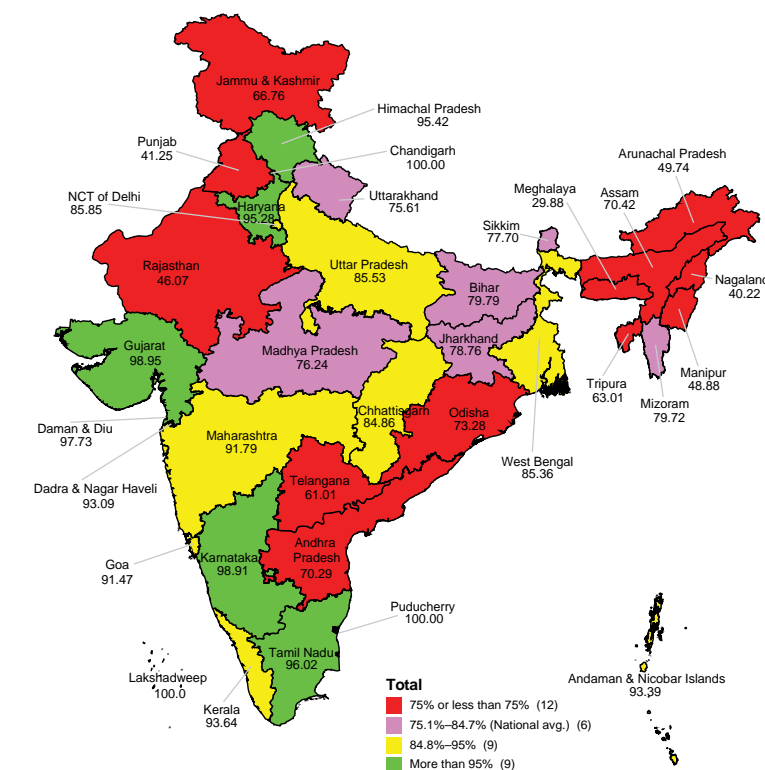 Jammu & Kashmir
66.76
Himachal Pradesh
95.42
Punjab
41.25
Chandigarh
100.00
Arunachal Pradesh
49.74
NCT of Delhi
85.85
Haryana
95.28
Uttarakhand
75.61
Meghalaya
29.88
Assam
70.42
Sikkim
77.70
Rajasthan
46.07
Uttar Pradesh
85.53
Bihar
79.79
Nagaland
40.22
Gujarat
98.95
Madhya Pradesh
76.24
Jharkhand
78.76
Tripura
63.01
Manipur
48.88
Mizoram
79.72
Daman & Diu
97.73
Maharashtra
91.79
Chhattisgarh
84.86
Odisha
73.28
West Bengal
85.36
Dadra & Nagar Haveli
93.09
Telangana
61.01
Goa
91.47
Karnataka
98.91
Andhra
Pradesh
70.29
Puducherry
100.00
Tamil Nadu
96.02
Lakshadweep
100.0
Kerala
93.64
Andaman & Nicobar Islands
93.39
Total
75% or less than 75% (12)
75.1%–84.7% (National avg.) (6)
84.8%–95% (9)
More than 95% (9)